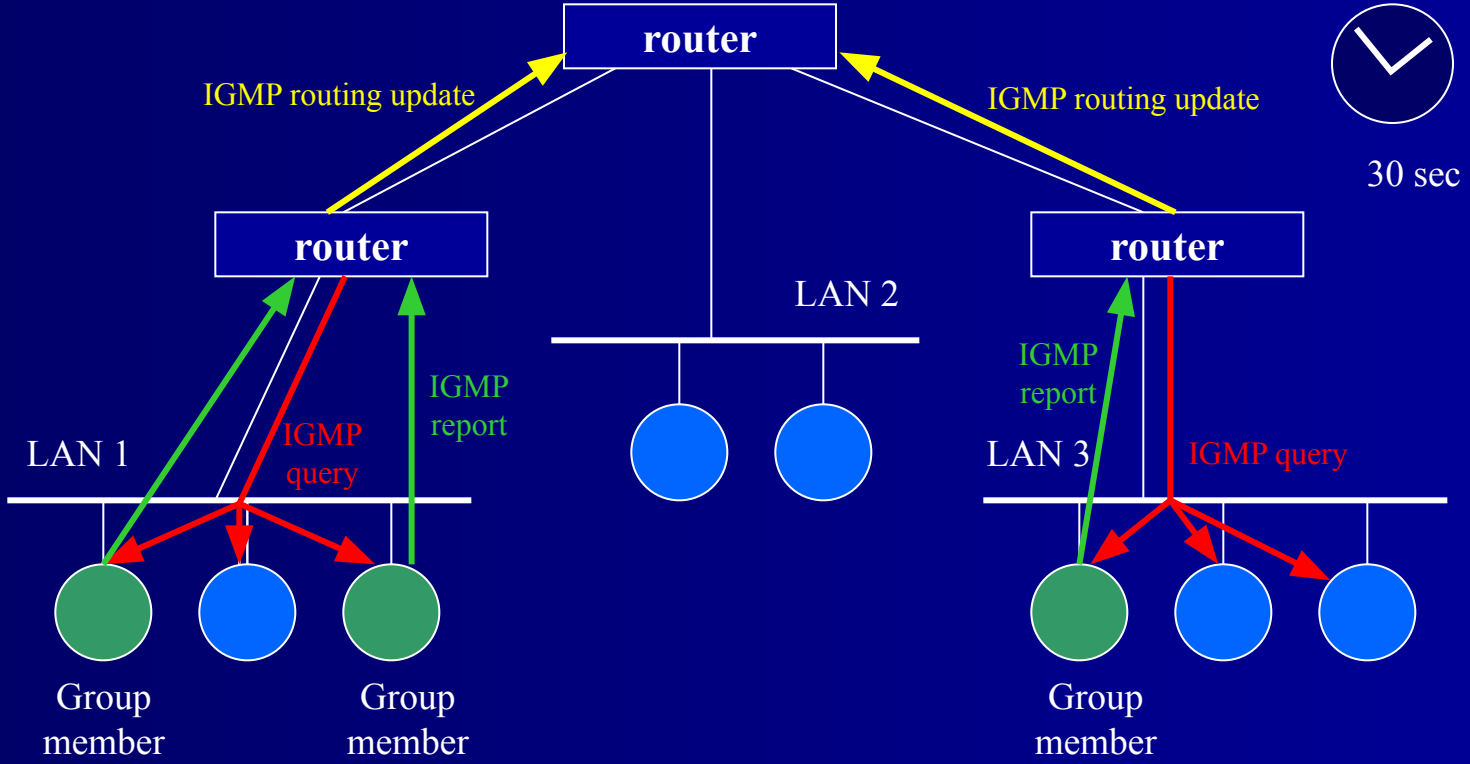 router
IGMP routing update
IGMP routing update
30 sec
router
router
LAN 2
IGMP
report
IGMP
report
LAN 1
IGMP
query
LAN 3
IGMP query
Group
member
Group
member
Group
member